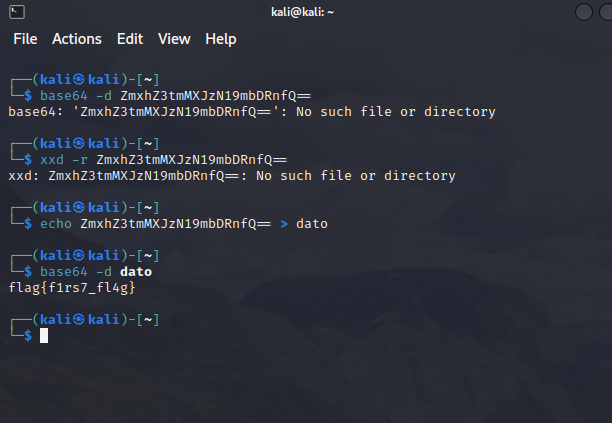 kali@kali: ~
File Actions Edit View Help
┌──(kali㉿kali)-[~]
└─$ base64 -d ZmxhZ3tmMXJzN19mbDRnfQ==
base64: 'ZmxhZ3tmMXJzN19mbDRnfQ==': No such file or directory
┌──(kali㉿kali)-[~]
└─$ xxd -r ZmxhZ3tmMXJzN19mbDRnfQ==
xxd: ZmxhZ3tmMXJzN19mbDRnfQ==: No such file or directory
┌──(kali㉿kali)-[~]
└─$ echo ZmxhZ3tmMXJzN19mbDRnfQ== > dato
┌──(kali㉿kali)-[~]
└─$ base64 -d dato
flag{f1rs7_fl4g}
┌──(kali㉿kali)-[~]
└─$